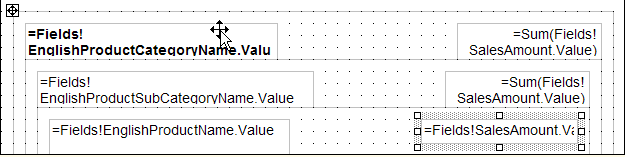 =Fields! =Sum(Fields!
EnglishProductCategoryName.Valu SalesAmount.Value)
=Fields! =Sum(Fields!
EnglishProductSubCategoryName.Value SalesAmount.Value)
=Fields!EnglishProductName.Value =Fields!SalesAmount.Va